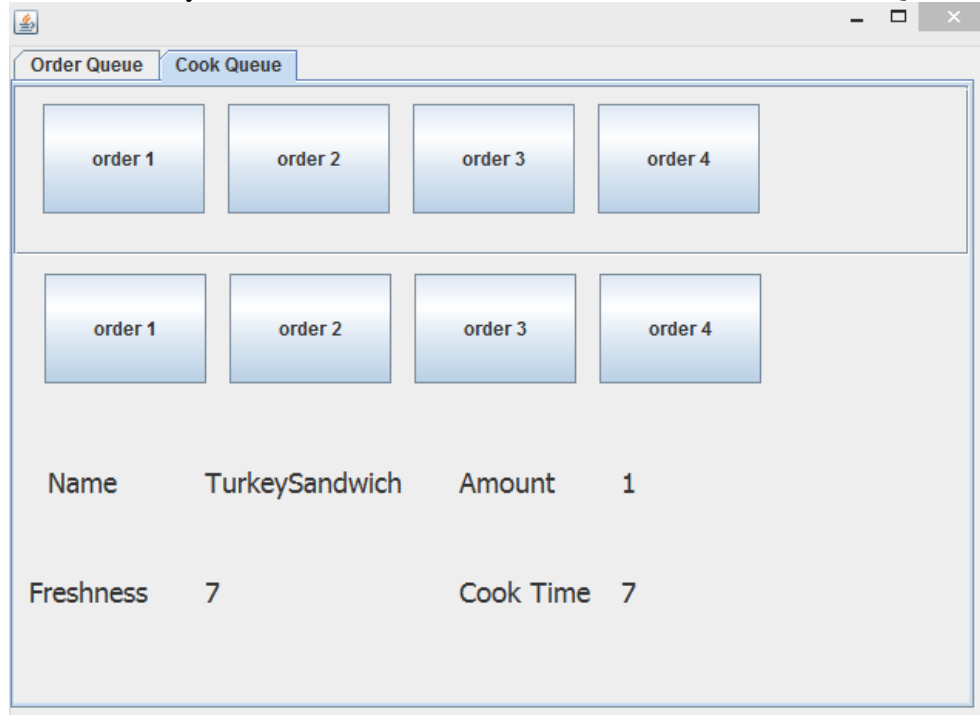 Order Queue Cook Queue
order 1 order 2 order 3 order 4
order 1 order 2 order 3 order 4
Name TurkeySandwich Amount 1
Freshness 7 Cook Time 7